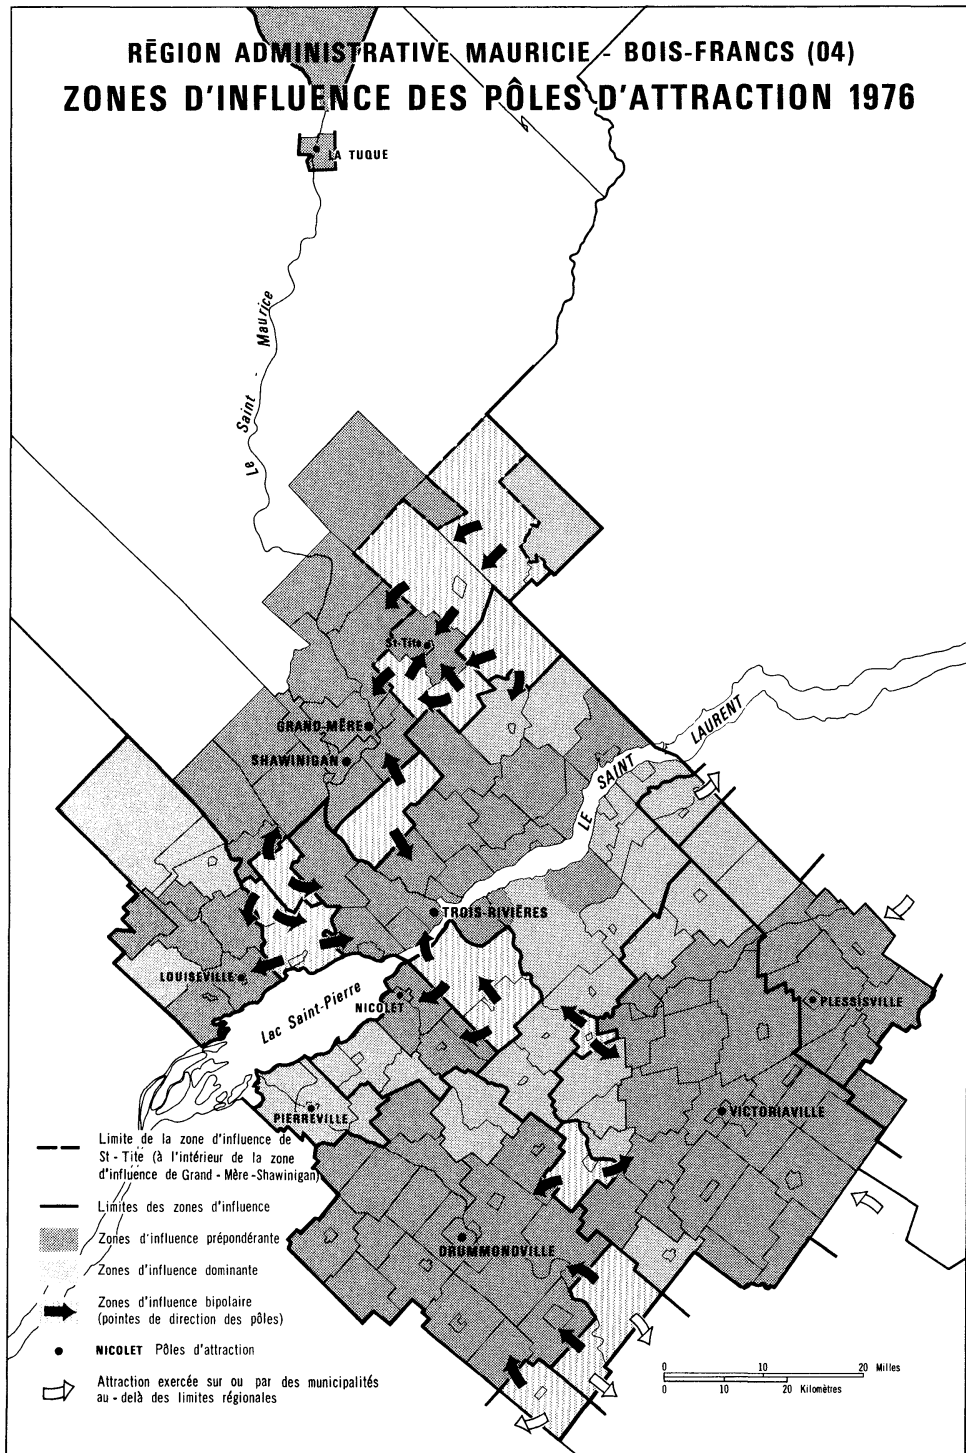 RĒGION ADMINISTRATIVE MAURICIE - BOIS-FRANCS (04)
ZONES D'INFLUENCE DES PÔLES D'ATTRACTION 1976
LA TUQUE
Le Saint - Maurice
St-Tite
GRAND-MÈRE
SHAWINIGAN
LE SAINT LAURENT
TROIS-RIVIÈRES
LOUISEVILLE
NICOLET
Lac Saint-Pierre
PLESSISVILLE
PIERREVILLE
VICTORIAVILLE
DRUMMONDVILLE
Limite de la zone d'influence de
St - Tite (à l'intérieur de la zone
d'influence de Grand - Mère - Shawinigan)
Limites des zones d'influence
Zones d'influence prépondérante
Zones d'influence dominante
Zones d'influence bipolaire
(pointes de direction des pôles)
NICOLET Pôles d'attraction
Attraction exercée sur ou par des municipalités
au - delà des limites régionales
0 10 20 Milles
0 10 20 Kilomètres